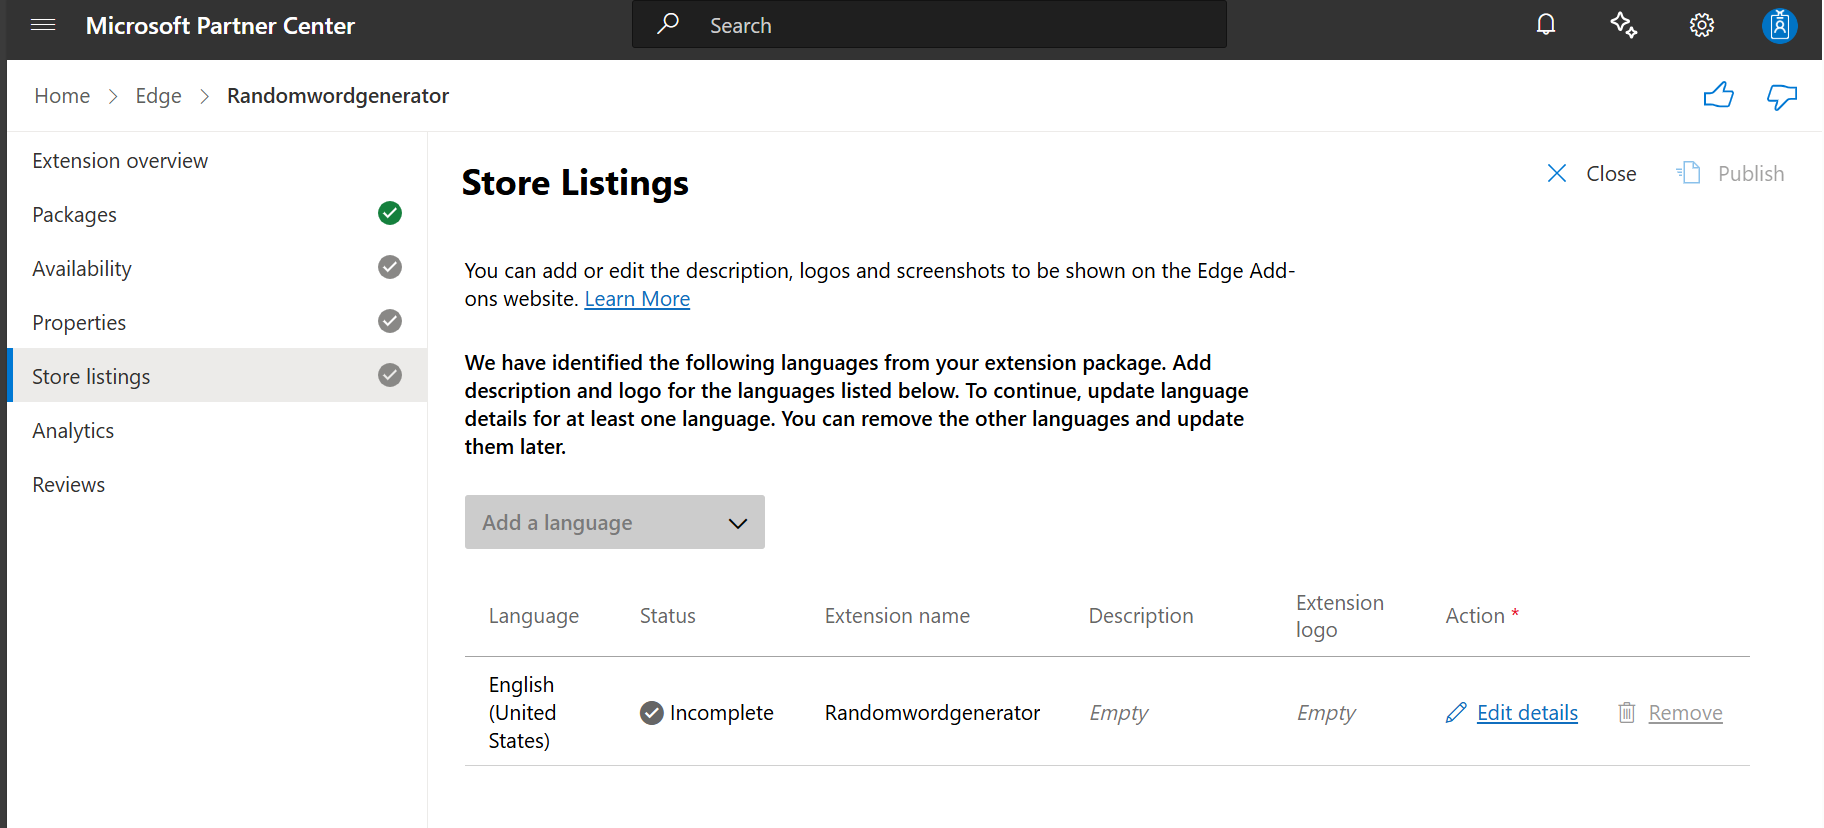 Microsoft Partner Center
Search
Home > Edge > Randomwordgenerator
Extension overview
Packages
Availability
Properties
Store listings
Analytics
Reviews
Store Listings
Close
Publish
You can add or edit the description, logos and screenshots to be shown on the Edge Add-
ons website. Learn More
We have identified the following languages from your extension package. Add
description and logo for the languages listed below. To continue, update language
details for at least one language. You can remove the other languages and update
them later.
Add a language
Language Status Extension name Description Extension logo Action *
English
(United
States)
Incomplete Randomwordgenerator Empty Empty Edit details Remove